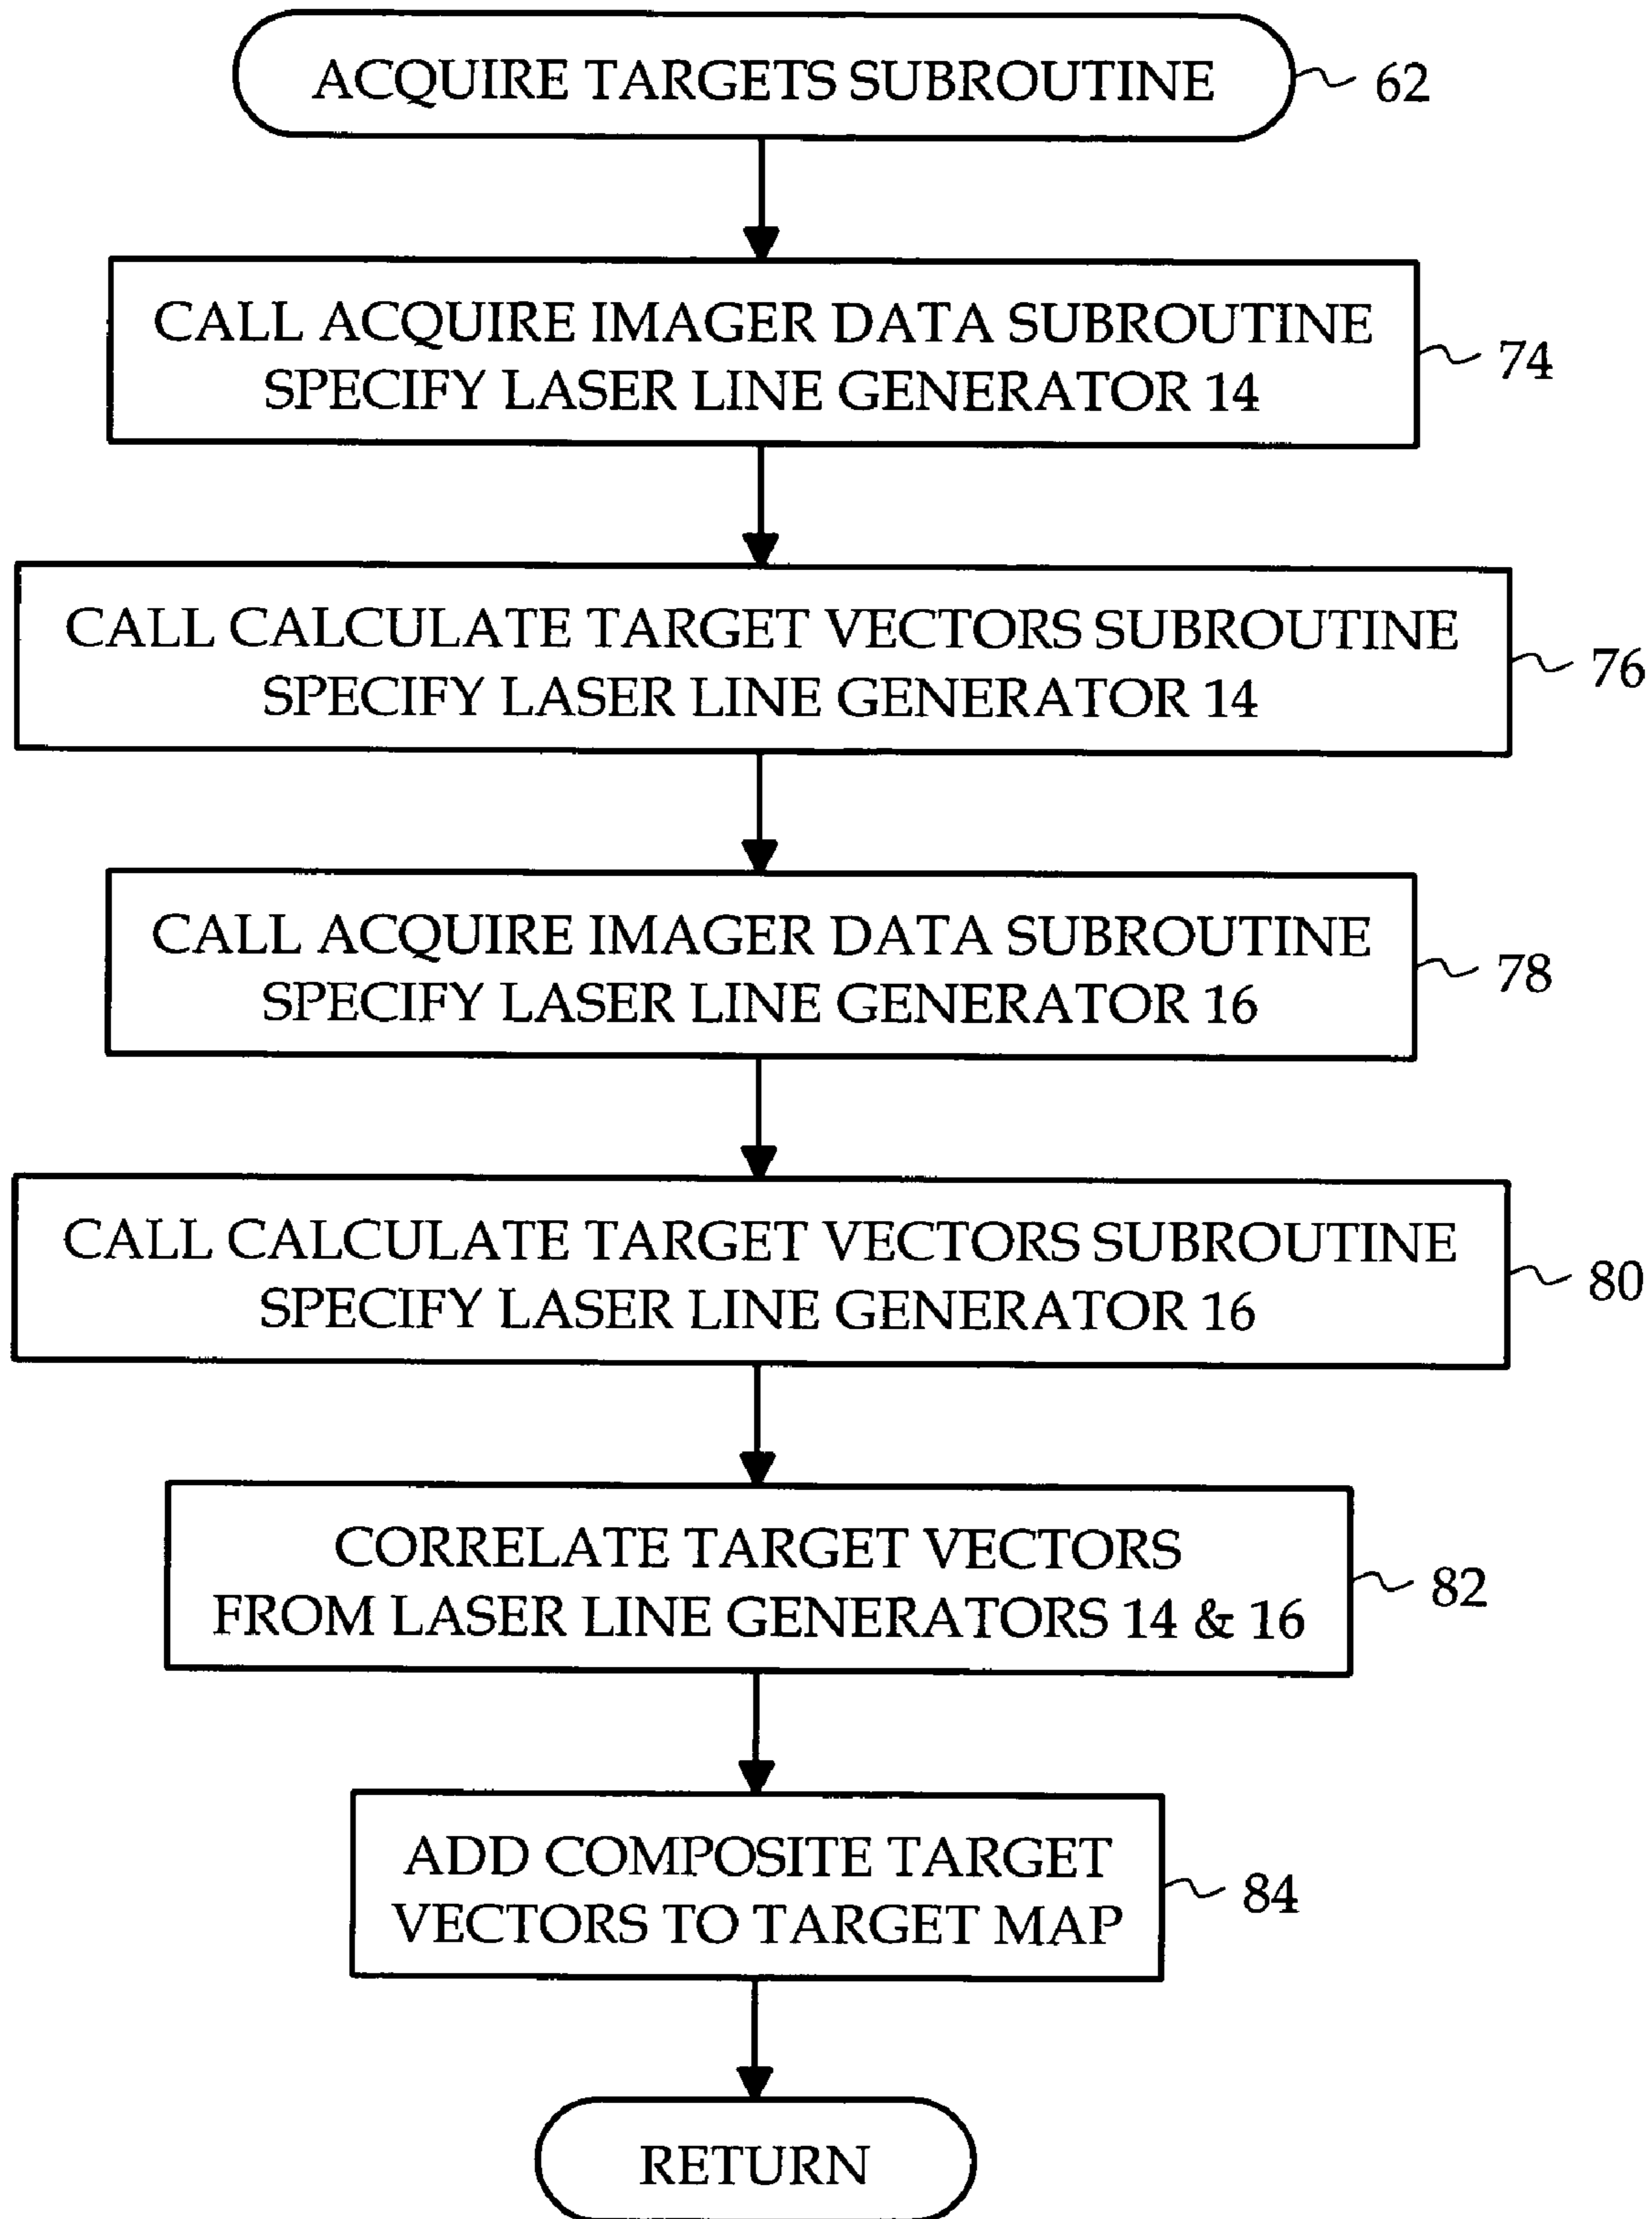 ACQUIRE TARGETS SUBROUTINE
62
CALL ACQUIRE IMAGER DATA SUBROUTINE
SPECIFY LASER LINE GENERATOR 14
74
CALL CALCULATE TARGET VECTORS SUBROUTINE
SPECIFY LASER LINE GENERATOR 14
76
CALL ACQUIRE IMAGER DATA SUBROUTINE
SPECIFY LASER LINE GENERATOR 16
78
CALL CALCULATE TARGET VECTORS SUBROUTINE
SPECIFY LASER LINE GENERATOR 16
80
CORRELATE TARGET VECTORS
FROM LASER LINE GENERATORS 14 & 16
82
ADD COMPOSITE TARGET
VECTORS TO TARGET MAP
84
RETURN